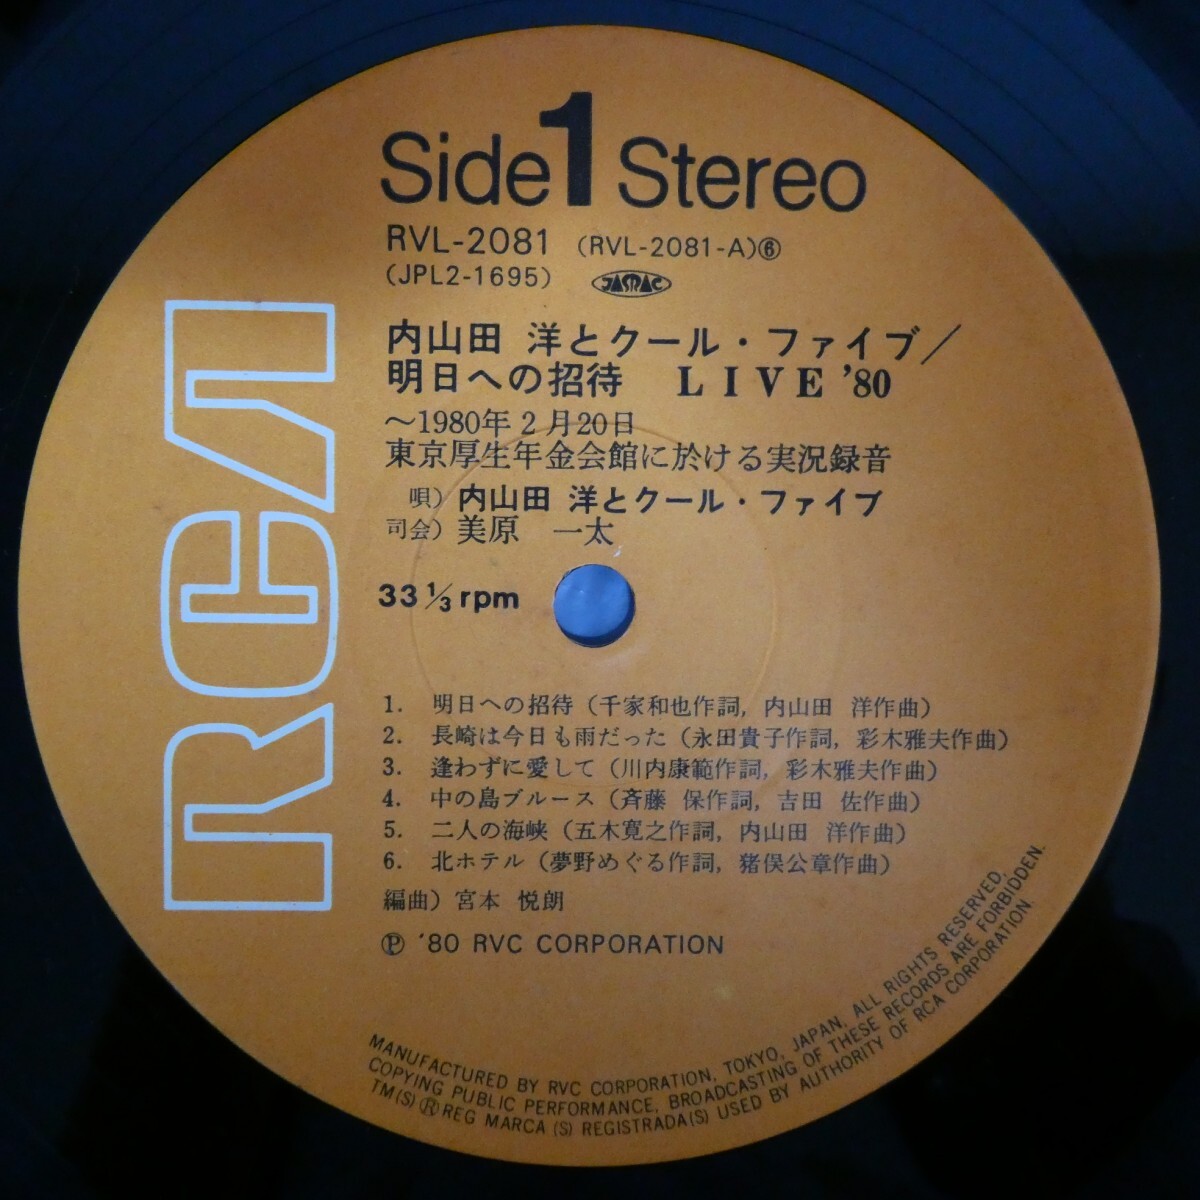 Side 1 Stereo
RVL-2081 (RVL-2081-A)⑥
(JPL2-1695) JASRAC
内山田 洋とクール・ファイブ/
明日への招待 LIVE '80
〜1980年2月20日
東京厚生年金会館に於ける実況録音
唄) 内山田 洋とクール・ファイブ
司会) 美原 一太
33 1/3 rpm
RCA
1. 明日への招待 (千家和也作詞, 内山田 洋作曲)
2. 長崎は今日も雨だった (永田貴子作詞, 彩木雅夫作曲)
3. 逢わずに愛して (川内康範作詞, 彩木雅夫作曲)
4. 中の島ブルース (斉藤 保作詞, 吉田 佐作曲)
5. 二人の海峡 (五木寛之作詞, 内山田 洋作曲)
6. 北ホテル (夢野めぐる作詞, 猪俣公章作曲)
編曲) 宮本 悦朗
Ⓟ '80 RVC CORPORATION
MANUFACTURED BY RVC CORPORATION, TOKYO, JAPAN, ALL RIGHTS RESERVED,
COPYING PUBLIC PERFORMANCE, BROADCASTING OF THESE RECORDS ARE FORBIDDEN.
TM(S) ® REG MARCA (S) REGISTRADA(S) USED BY AUTHORITY OF RCA CORPORATION.